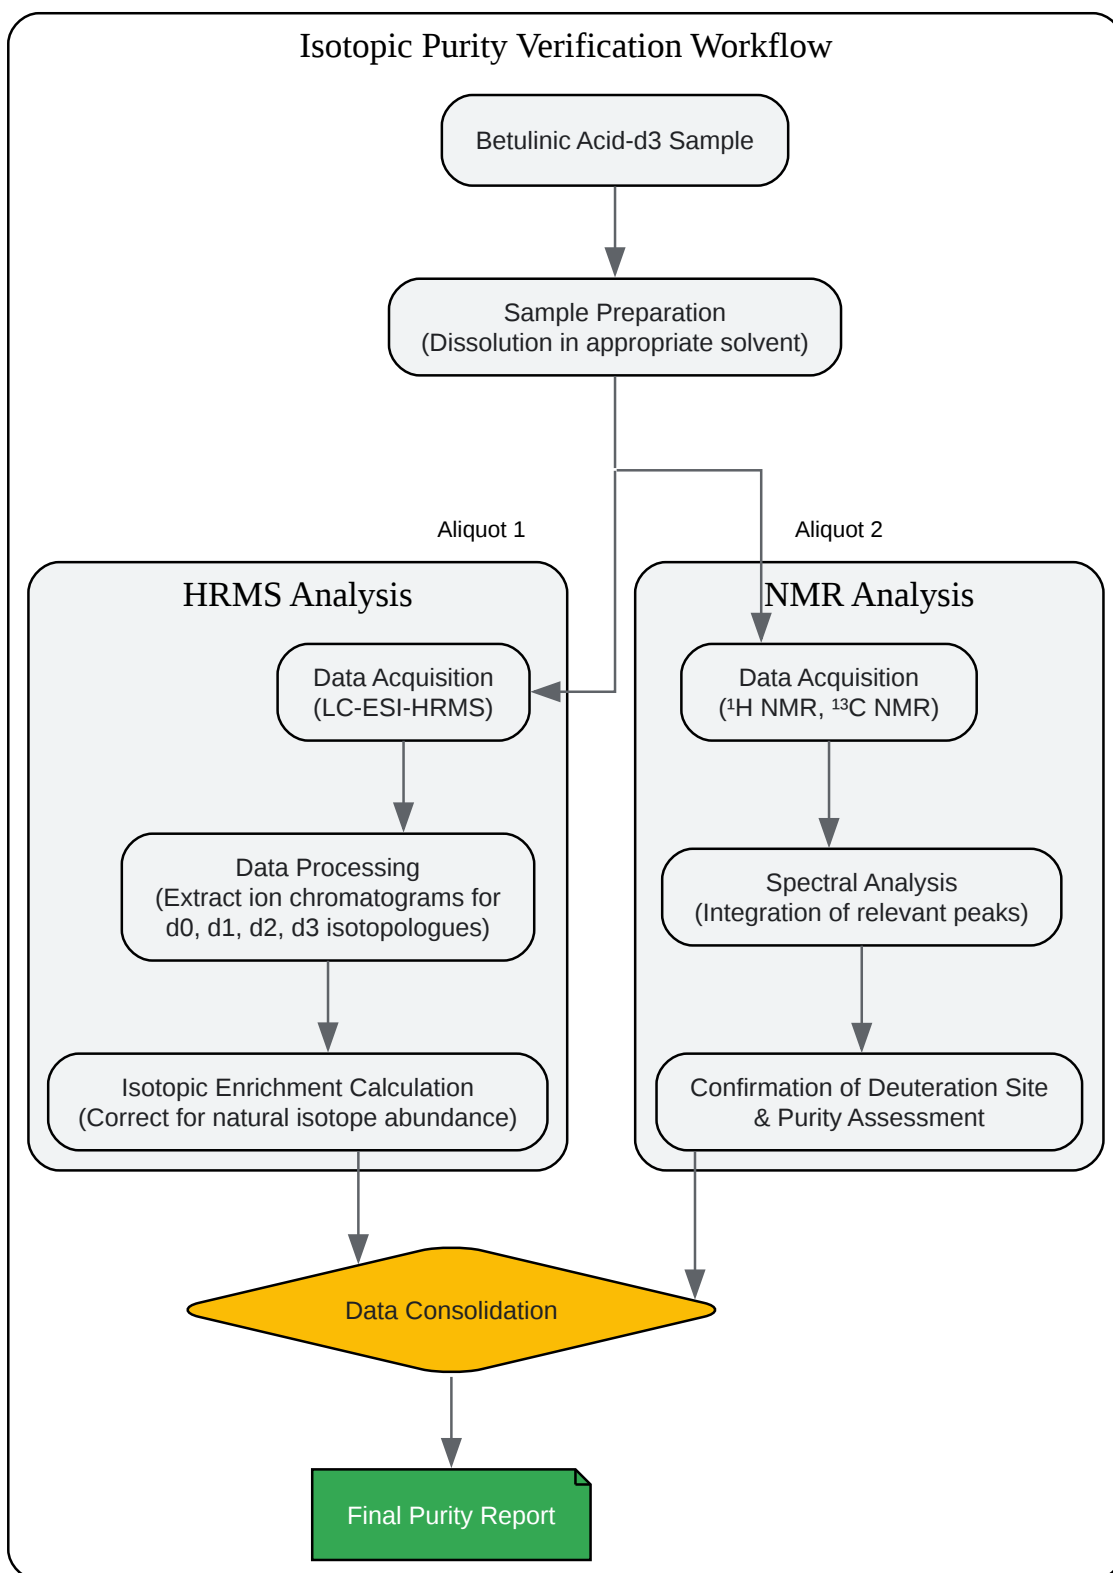 Isotopic Purity Verification Workflow
Betulinic Acid-d3 Sample
Sample Preparation
(Dissolution in appropriate solvent)
Aliquot 1
Aliquot 2
HRMS Analysis
Data Acquisition
(LC-ESI-HRMS)
Data Processing
(Extract ion chromatograms for
d0, d1, d2, d3 isotopologues)
Isotopic Enrichment Calculation
(Correct for natural isotope abundance)
NMR Analysis
Data Acquisition
(¹H NMR, ¹³C NMR)
Spectral Analysis
(Integration of relevant peaks)
Confirmation of Deuteration Site
& Purity Assessment
Data Consolidation
Final Purity Report